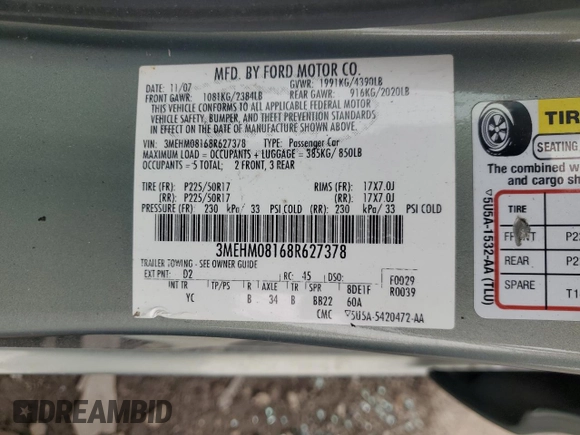 MFD. BY FORD MOTOR CO.
DATE: 11/07 GVWR: 1991KG/4390LB
FRONT GAWR: 1081KG/2384LB REAR GAWR: 916KG/2020LB
THIS VEHICLE CONFORMS TO ALL APPLICABLE FEDERAL MOTOR
VEHICLE SAFETY, BUMPER, AND THEFT PREVENTION STANDARDS
IN EFFECT ON THE DATE OF MANUFACTURE SHOWN ABOVE.
VIN: 3MEHM08168R627378 TYPE: Passenger Car
MAXIMUM LOAD = OCCUPANTS + LUGGAGE = 385KG/ 850LB
OCCUPANTS = 5 TOTAL; 2 FRONT, 3 REAR
TIRE (FR): P225/50R17 RIMS (FR): 17X7.0J
(RR): P225/50R17 (RR): 17X7.0J
PRESSURE (FR): 230 kPa/ 33 PSI COLD (RR): 230 kPa/ 33 PSI COLD
3MEHM08168R627378
TRAILER TOWING - SEE OWNER GUIDE
EXT PNT: D2 RC: 45 DSO: F0029
R0039
INT TR TP/PS R AXLE TR SPR 8DE1F
YC B 34 B BB22 60A
CMC 5U5A-5420472-AA
TIR
SEATING
The combined w
and cargo sh
TIRE
FRONT P2
REAR P2
SPARE T1
5U5A-1532-AA (TLU)
DREAMBID